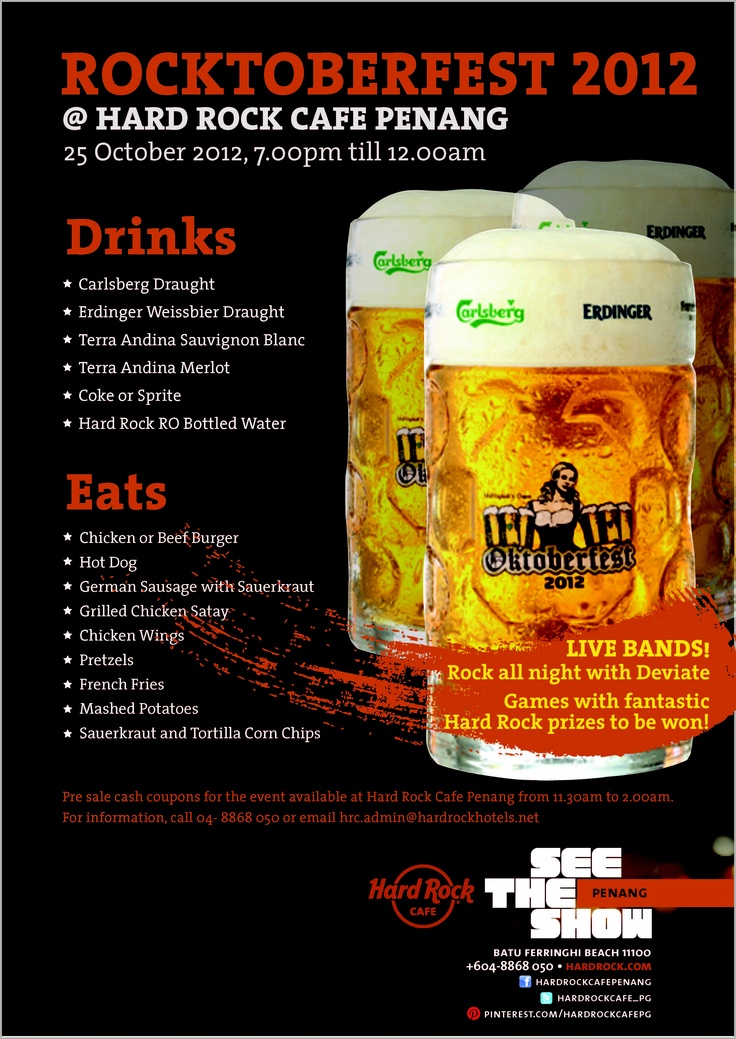 ROCKTOBERFEST 2012
@ HARD ROCK CAFE PENANG
25 October 2012, 7.00pm till 12.00am
Drinks
Carlsberg Draught
Erdinger Weissbier Draught
Terra Andina Sauvignon Blanc
Terra Andina Merlot
Coke or Sprite
Hard Rock RO Bottled Water
Eats
Chicken or Beef Burger
Hot Dog
German Sausage with Sauerkraut
Grilled Chicken Satay
Chicken Wings
Pretzels
French Fries
Mashed Potatoes
Sauerkraut and Tortilla Corn Chips
ERDINGER
Carlsberg
Carlsberg
ERDINGER
Oktoberfest
2012
LIVE BANDS!
Rock all night with Deviate
Games with fantastic
Hard Rock prizes to be won!
Pre sale cash coupons for the event available at Hard Rock Cafe Penang from 11.30am to 2.00am.
For information, call 04- 8868 050 or email hrc.admin@hardrockhotels.net
Hard Rock
CAFE
SEE
THE
SHOW
PENANG
BATU FERRINGHI BEACH 11100
+604-8868 050 • HARDROCK.COM
HARDROCKCAFEPENANG
HARDROCKCAFE_PG
PINTEREST.COM/HARDROCKCAFEPG